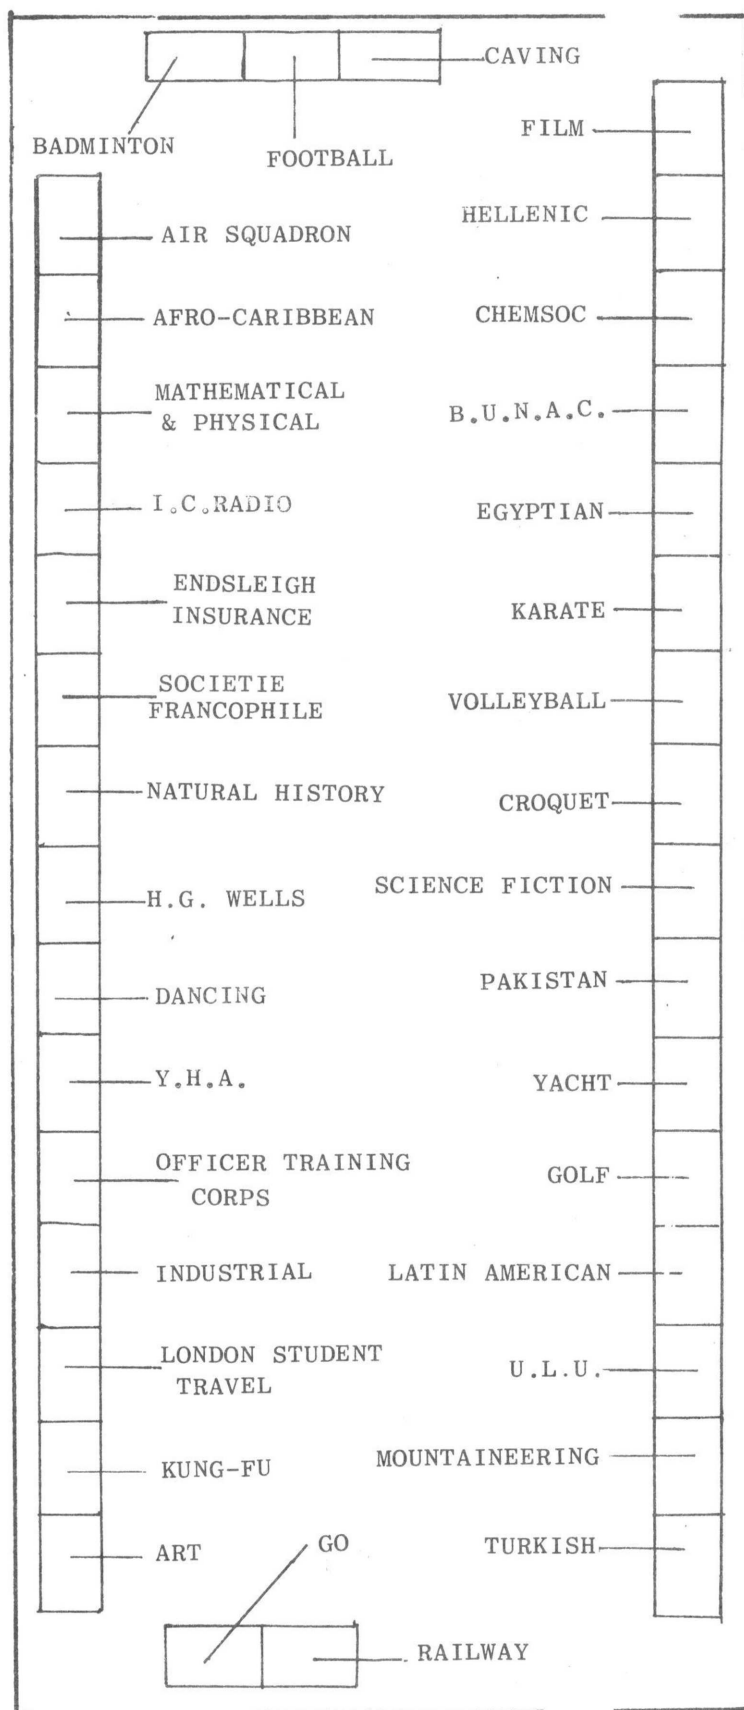 CAVING
BADMINTON
FOOTBALL
AIR SQUADRON
AFRO-CARIBBEAN
MATHEMATICAL
& PHYSICAL
I.C.RADIO
ENDSLEIGH
INSURANCE
SOCIETIE
FRANCOPHILE
NATURAL HISTORY
H.G. WELLS
DANCING
Y.H.A.
OFFICER TRAINING
CORPS
INDUSTRIAL
LONDON STUDENT
TRAVEL
KUNG-FU
ART
FILM
HELLENIC
CHEMSOC
B.U.N.A.C.
EGYPTIAN
KARATE
VOLLEYBALL
CROQUET
SCIENCE FICTION
PAKISTAN
YACHT
GOLF
LATIN AMERICAN
U.L.U.
MOUNTAINEERING
TURKISH
GO
RAILWAY